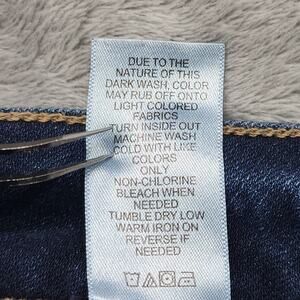 DUE TO THE
NATURE OF THIS
DARK WASH, COLOR
MAY RUB OFF ONTO
LIGHT COLORED
FABRICS
TURN INSIDE OUT
MACHINE WASH
COLD WITH LIKE
COLORS
ONLY
NON-CHLORINE
BLEACH WHEN
NEEDED
TUMBLE DRY LOW
WARM IRON ON
REVERSE IF
NEEDED